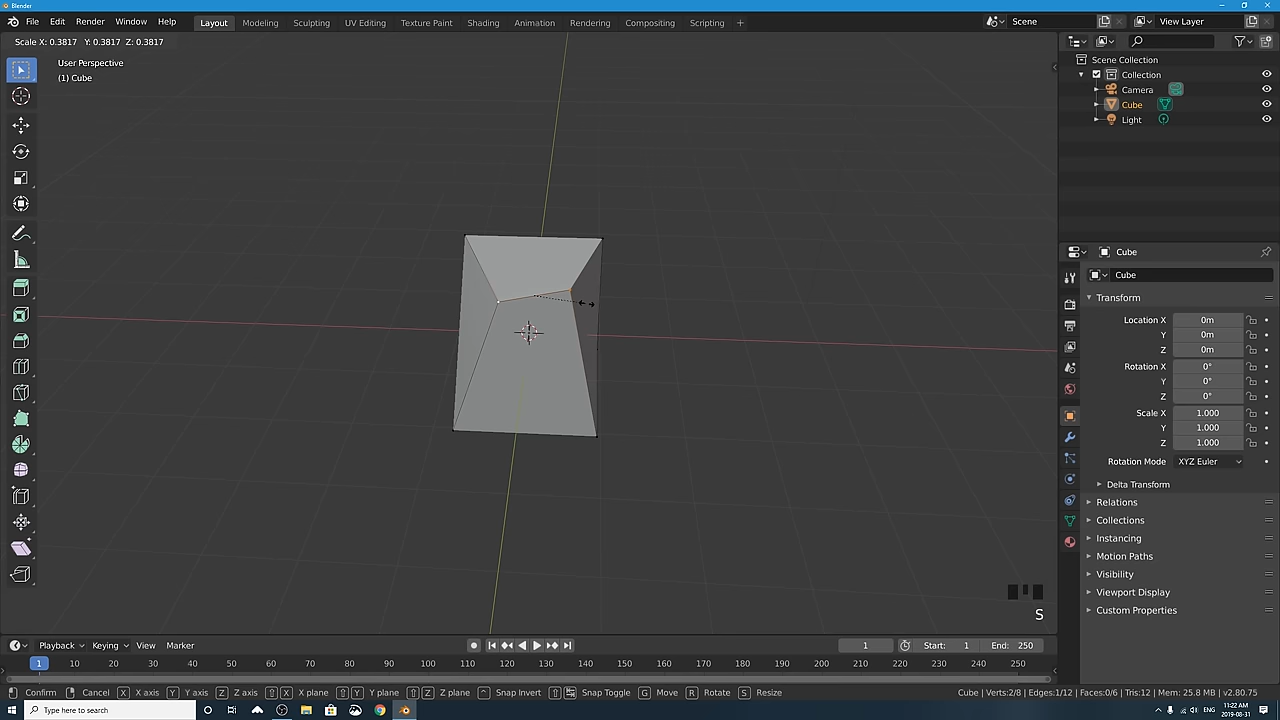 Blender
File Edit Render Window Help Layout Modeling Sculpting UV Editing Texture Paint Shading Animation Rendering Compositing Scripting + Scene View Layer
Scale X: 0.3817 Y: 0.3817 Z: 0.3817
User Perspective
(1) Cube
Scene Collection
Collection
Camera
Cube
Light
Cube
Cube
Transform
Location X 0m
Y 0m
Z 0m
Rotation X 0°
Y 0°
Z 0°
Scale X 1.000
Y 1.000
Z 1.000
Rotation Mode XYZ Euler
Delta Transform
Relations
Collections
Instancing
Motion Paths
Visibility
Viewport Display
Custom Properties
S
Playback Keying View Marker 1 Start: 1 End: 250
1 10 20 30 40 50 60 70 80 90 100 110 120 130 140 150 160 170 180 190 200 210 220 230 240 250
Confirm Cancel X X axis Y Y axis Z Z axis X X plane Y Y plane Z Z plane Snap Invert Snap Toggle G Move R Rotate S Resize Cube | Verts:2/8 | Edges:1/12 | Faces:0/6 | Tris:12 | Mem: 25.8 MB | v2.80.75
Type here to search ENG 11:22 AM
2019-08-31